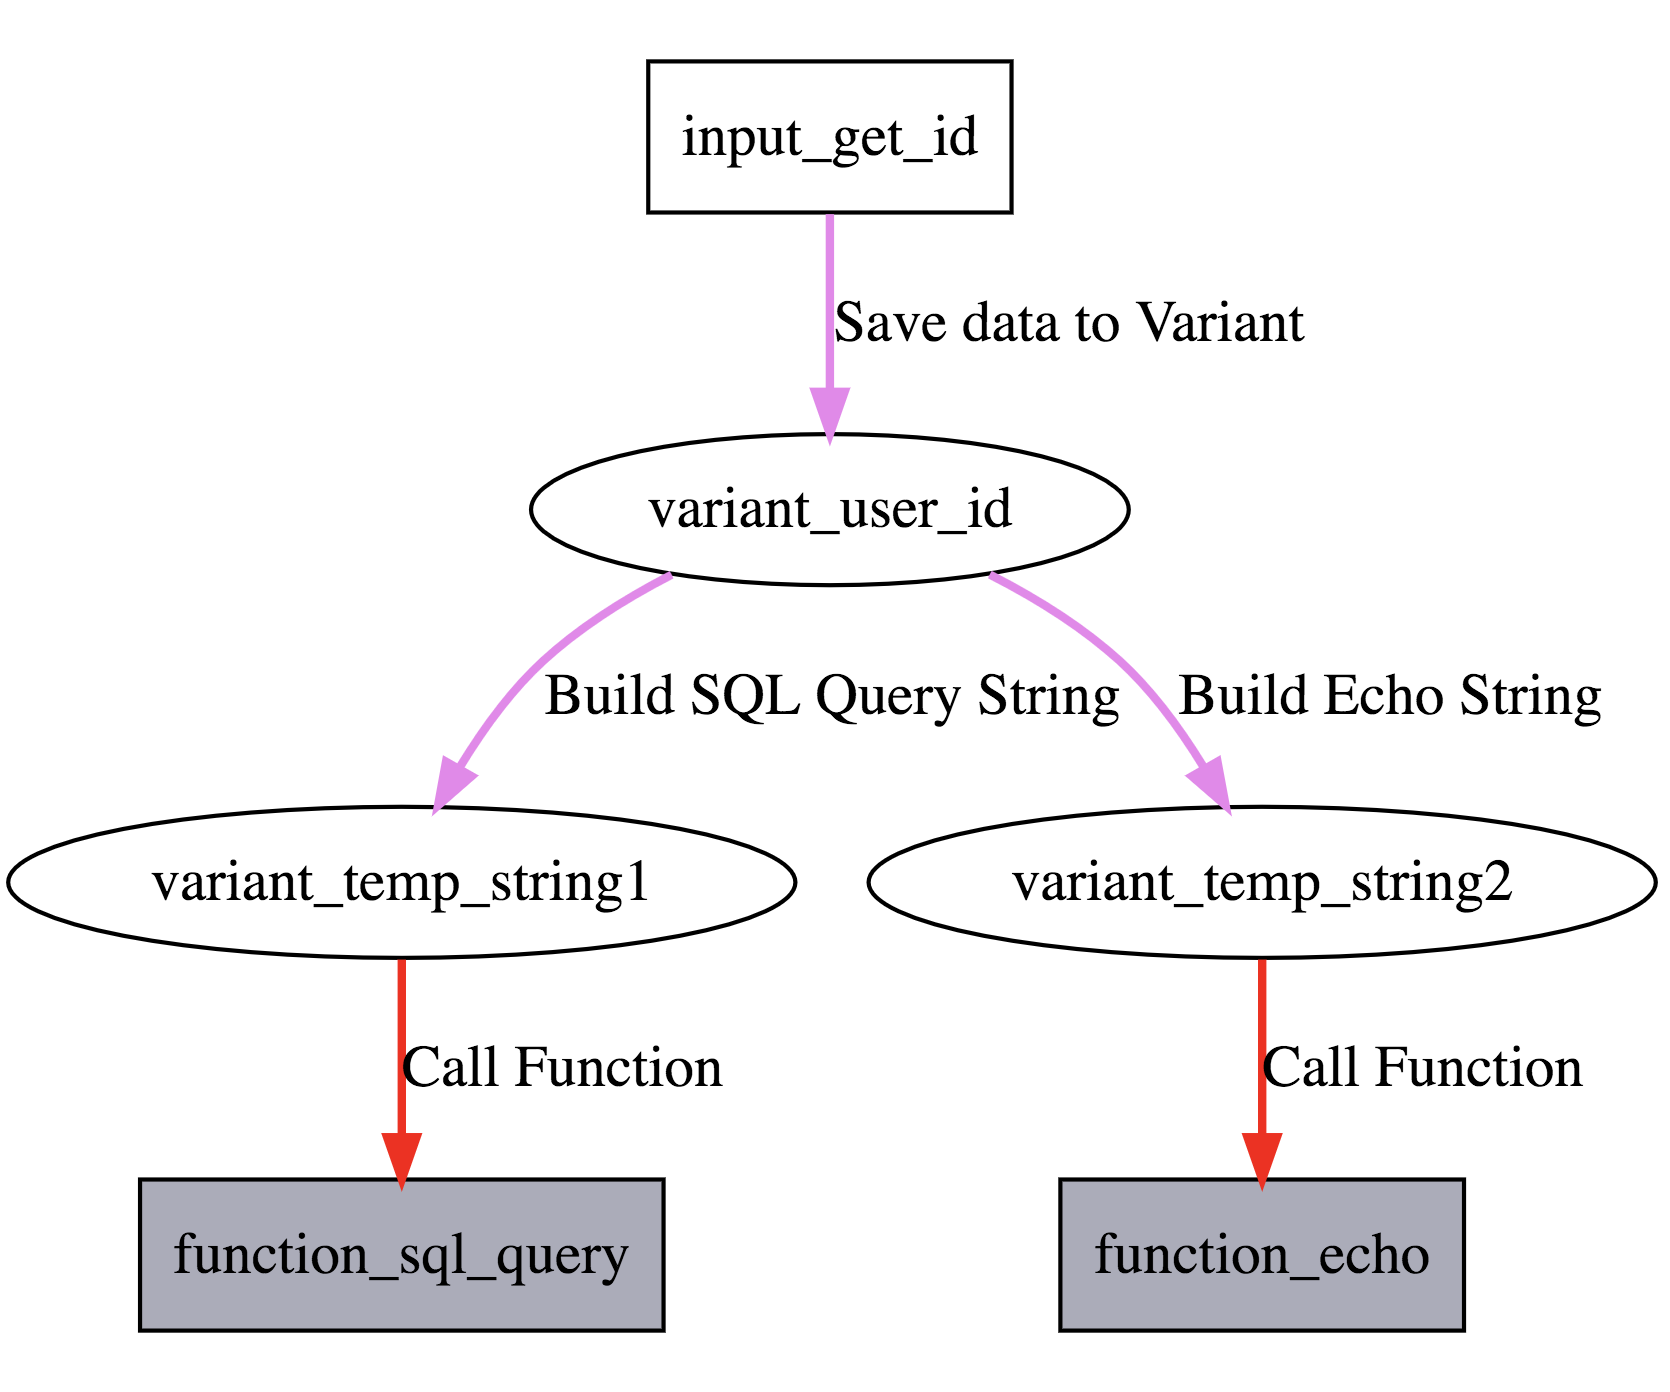 input_get_id
Save data to Variant
variant_user_id
Build SQL Query String
Build Echo String
variant_temp_string1
variant_temp_string2
Call Function
Call Function
function_sql_query
function_echo